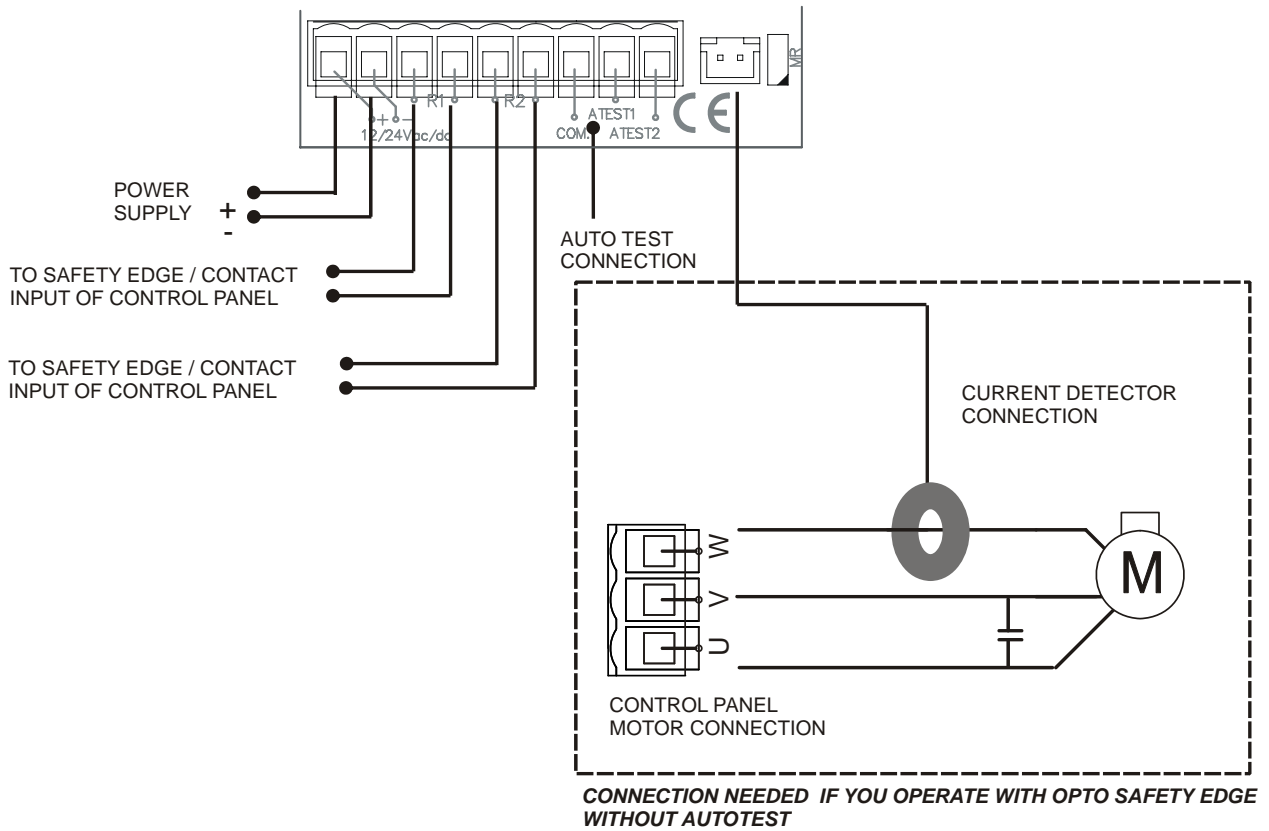 MR
R1
R2
+
-
12/24Vac/dc
COM.
ATEST1
ATEST2
CE
POWER
SUPPLY
+
-
AUTO TEST
CONNECTION
TO SAFETY EDGE / CONTACT
INPUT OF CONTROL PANEL
TO SAFETY EDGE / CONTACT
INPUT OF CONTROL PANEL
CURRENT DETECTOR
CONNECTION
W
V
U
M
CONTROL PANEL
MOTOR CONNECTION
CONNECTION NEEDED IF YOU OPERATE WITH OPTO SAFETY EDGE
WITHOUT AUTOTEST